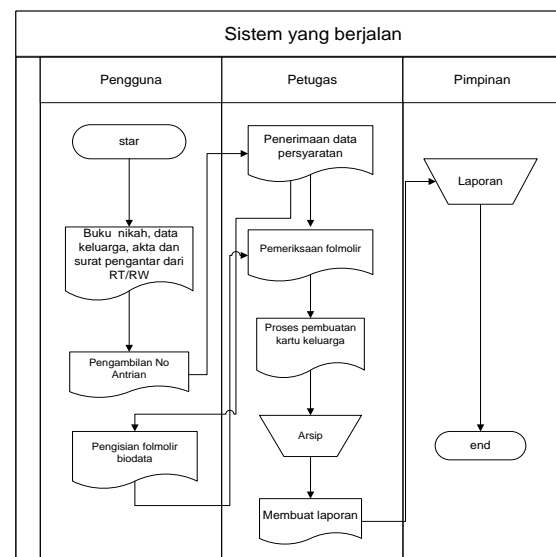 Sistem yang berjalan
Pengguna
Petugas
Pimpinan
star
Buku nikah, data
keluarga, akta dan
surat pengantar dari
RT/RW
Pengambilan No
Antrian
Pengisian folmolir
biodata
Penerimaan data
persyaratan
Pemeriksaan folmolir
Proses pembuatan
kartu keluarga
Arsip
Membuat laporan
Laporan
end